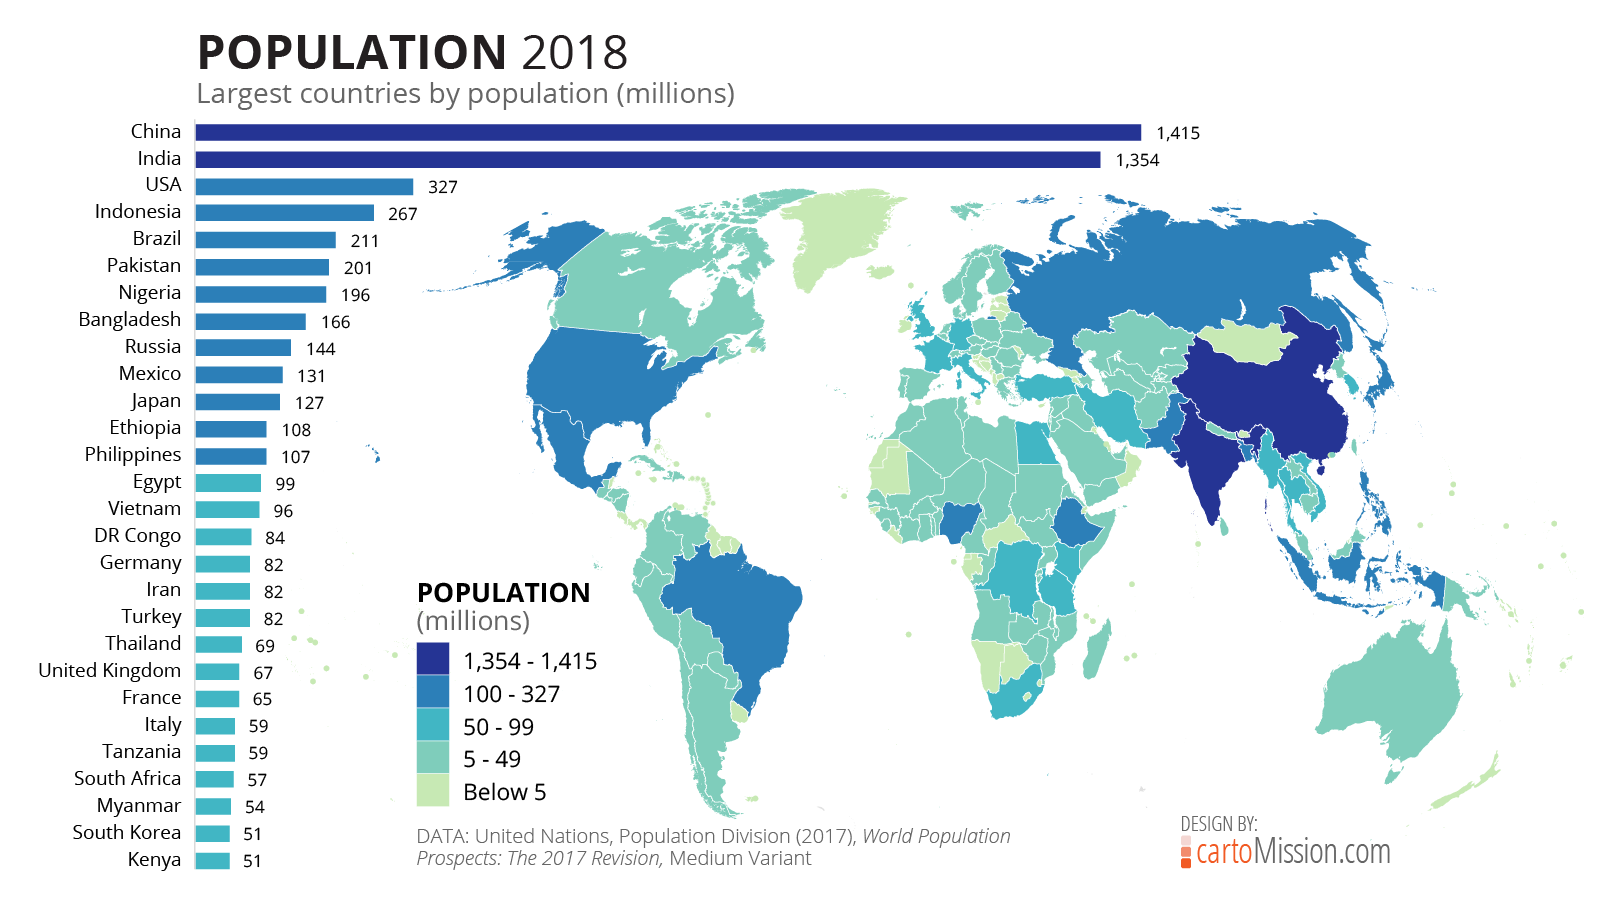 POPULATION 2018
Largest countries by population (millions)
China 1,415
India 1,354
USA 327
Indonesia 267
Brazil 211
Pakistan 201
Nigeria 196
Bangladesh 166
Russia 144
Mexico 131
Japan 127
Ethiopia 108
Philippines 107
Egypt 99
Vietnam 96
DR Congo 84
Germany 82
Iran 82
Turkey 82
Thailand 69
United Kingdom 67
France 65
Italy 59
Tanzania 59
South Africa 57
Myanmar 54
South Korea 51
Kenya 51
POPULATION
(millions)
1,354 - 1,415
100 - 327
50 - 99
5 - 49
Below 5
DATA: United Nations, Population Division (2017), World Population
Prospects: The 2017 Revision, Medium Variant
DESIGN BY:
cartoMission.com